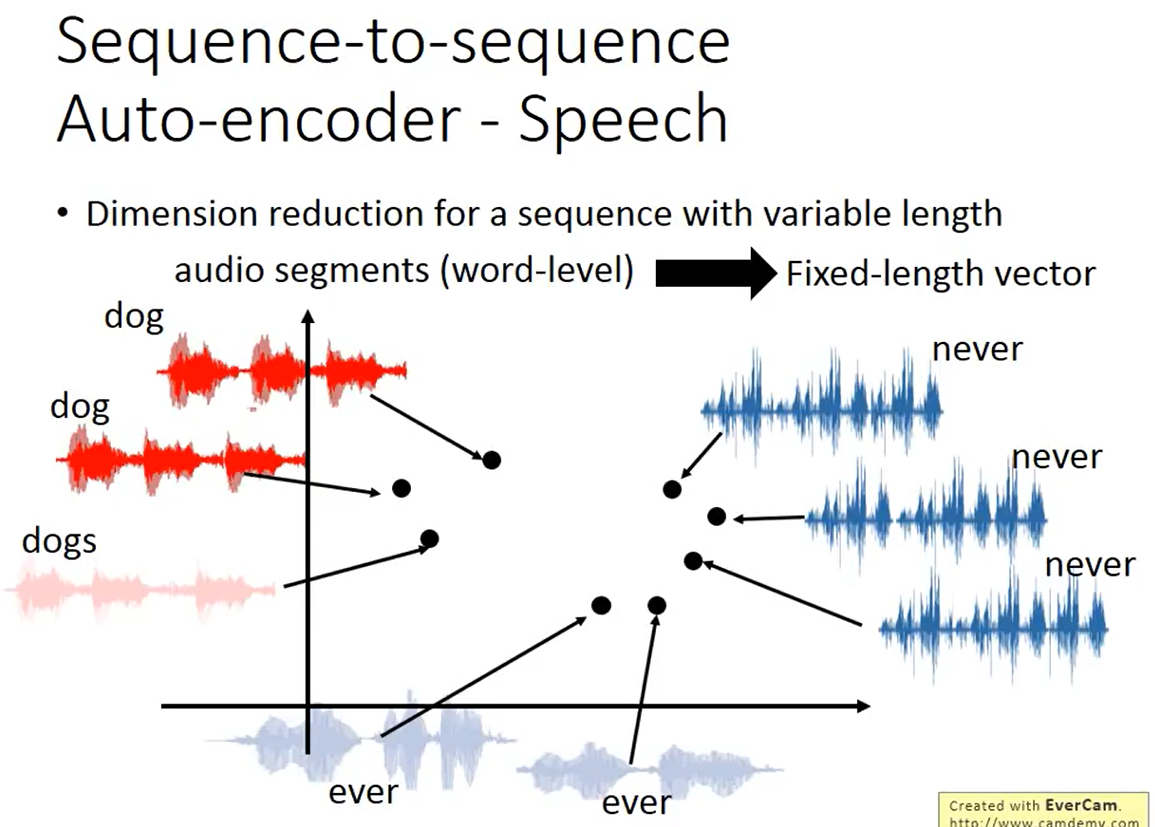 Sequence-to-sequence
Auto-encoder - Speech
• Dimension reduction for a sequence with variable length
audio segments (word-level)
Fixed-length vector
dog
never
dog
never
dogs
never
ever
ever
Created with EverCam.
http://www.camdemy.com